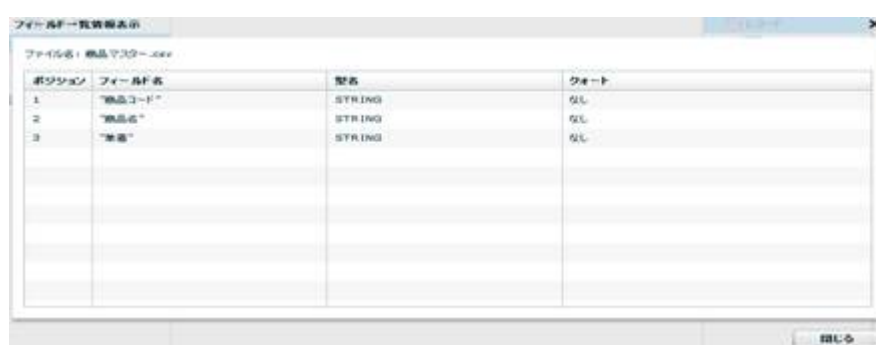 フィールド一覧情報表示
ファイル名: 商品マスター.csv
ポジション フィールド名 型名 クォート
1 "商品コード" STRING なし
2 "商品名" STRING なし
3 "単価" STRING なし
閉じる